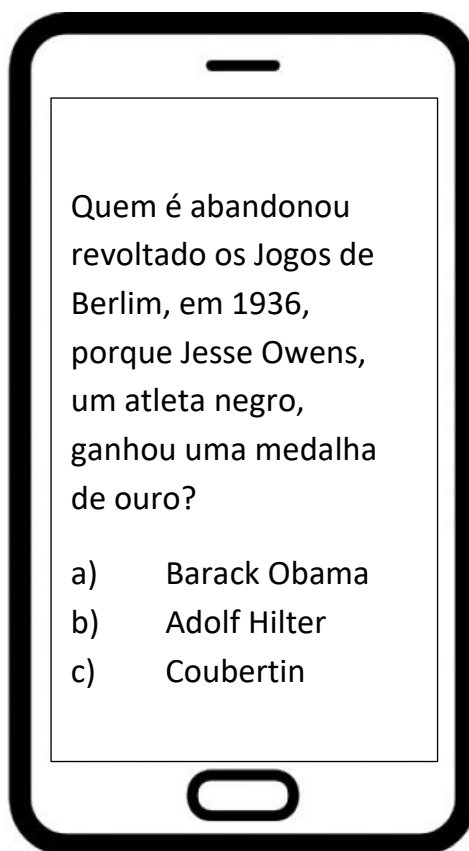 Quem é abandonou
revoltado os Jogos de
Berlim, em 1936,
porque Jesse Owens,
um atleta negro,
ganhou uma medalha
de ouro?
a) Barack Obama
b) Adolf Hilter
c) Coubertin